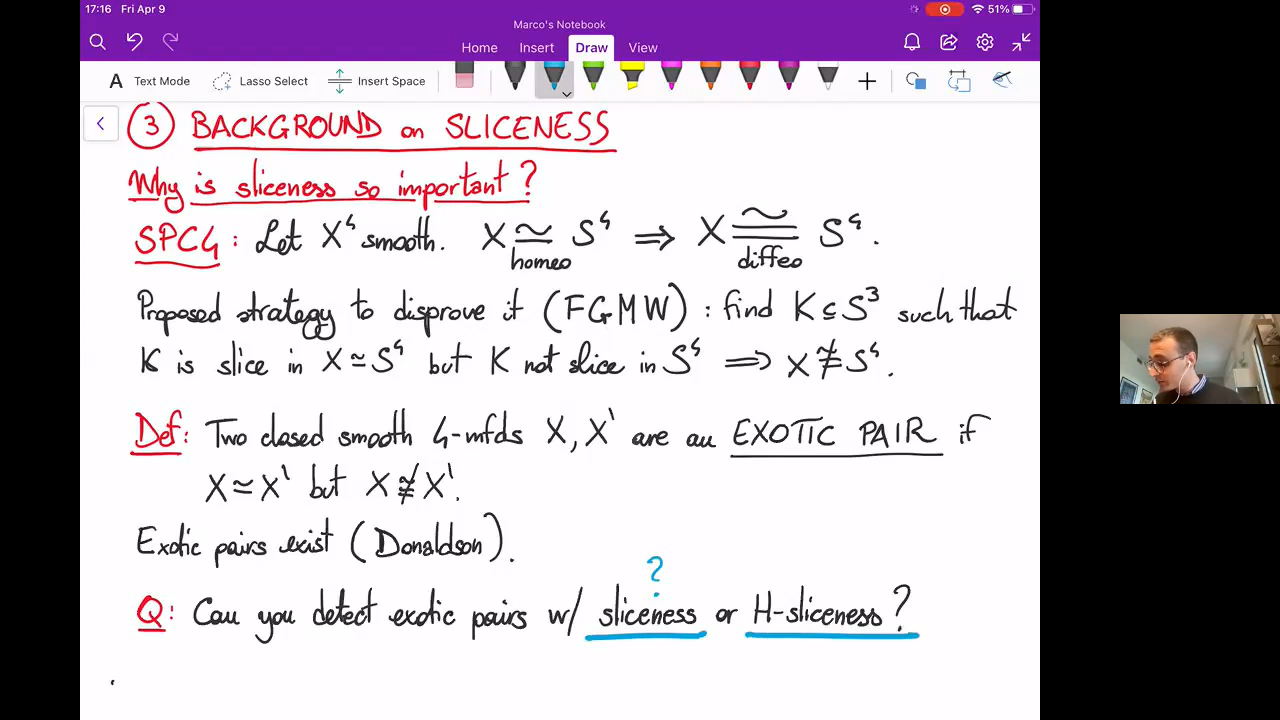 17:16 Fri Apr 9
51%
Marco's Notebook
Home Insert Draw View
Text Mode Lasso Select Insert Space
③ BACKGROUND on SLICENESS
Why is sliceness so important?
SPC4: Let X⁴ smooth. X ≅ S⁴ ⇒ X ≅ S⁴.
homeo diffeo
Proposed strategy to disprove it (FGMW): find K ⊆ S³ such that
K is slice in X ≃ S⁴ but K not slice in S⁴ ⟹ X ≇ S⁴.
Def: Two closed smooth 4-mfds X, X' are an EXOTIC PAIR if
X ≃ X' but X ≇ X'.
Exotic pairs exist (Donaldson).
?
Q: Can you detect exotic pairs w/ sliceness or H-sliceness?